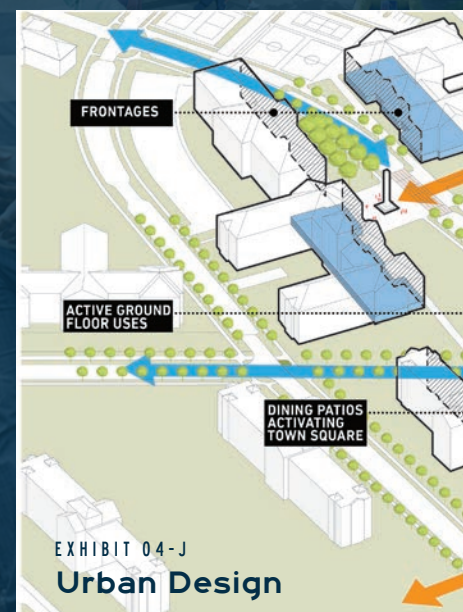 FRONTAGES
ACTIVE GROUND
FLOOR USES
DINING PATIOS
ACTIVATING
TOWN SQUARE
EXHIBIT 04-J
Urban Design